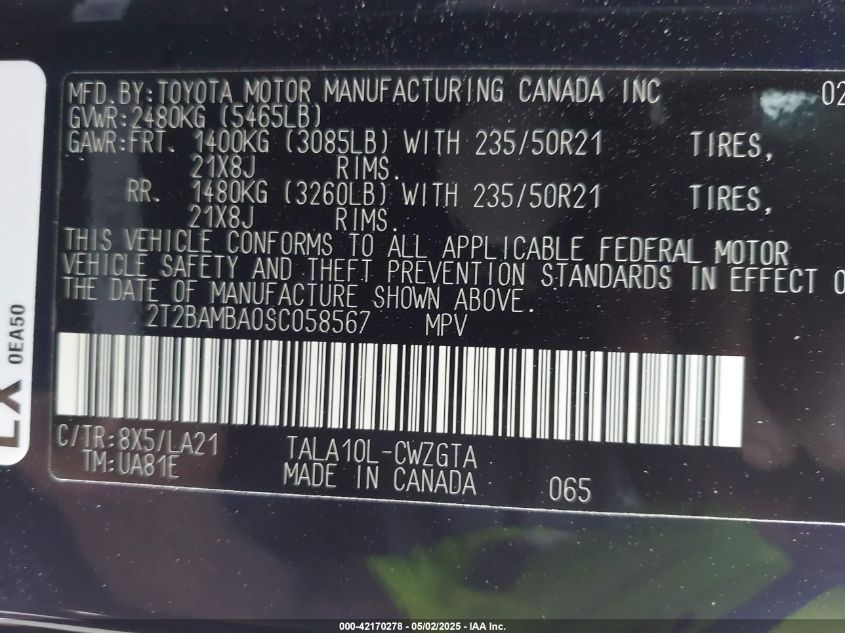 MFD.BY:TOYOTA MOTOR MANUFACTURING CANADA INC 02
GVWR:2480KG (5465LB)
GAWR:FRT. 1400KG (3085LB) WITH 235/50R21 TIRES,
21X8J RIMS.
RR. 1480KG (3260LB) WITH 235/50R21 TIRES,
21X8J RIMS.
THIS VEHICLE CONFORMS TO ALL APPLICABLE FEDERAL MOTOR
VEHICLE SAFETY AND THEFT PREVENTION STANDARDS IN EFFECT O
THE DATE OF MANUFACTURE SHOWN ABOVE.
2T2BAMBA0SC058567 MPV
C/TR:8X5/LA21 TALA10L-CWZGTA
TM:UA81E MADE IN CANADA 065
0EA50
LX
000-42170278 - 05/02/2025 - IAA Inc.